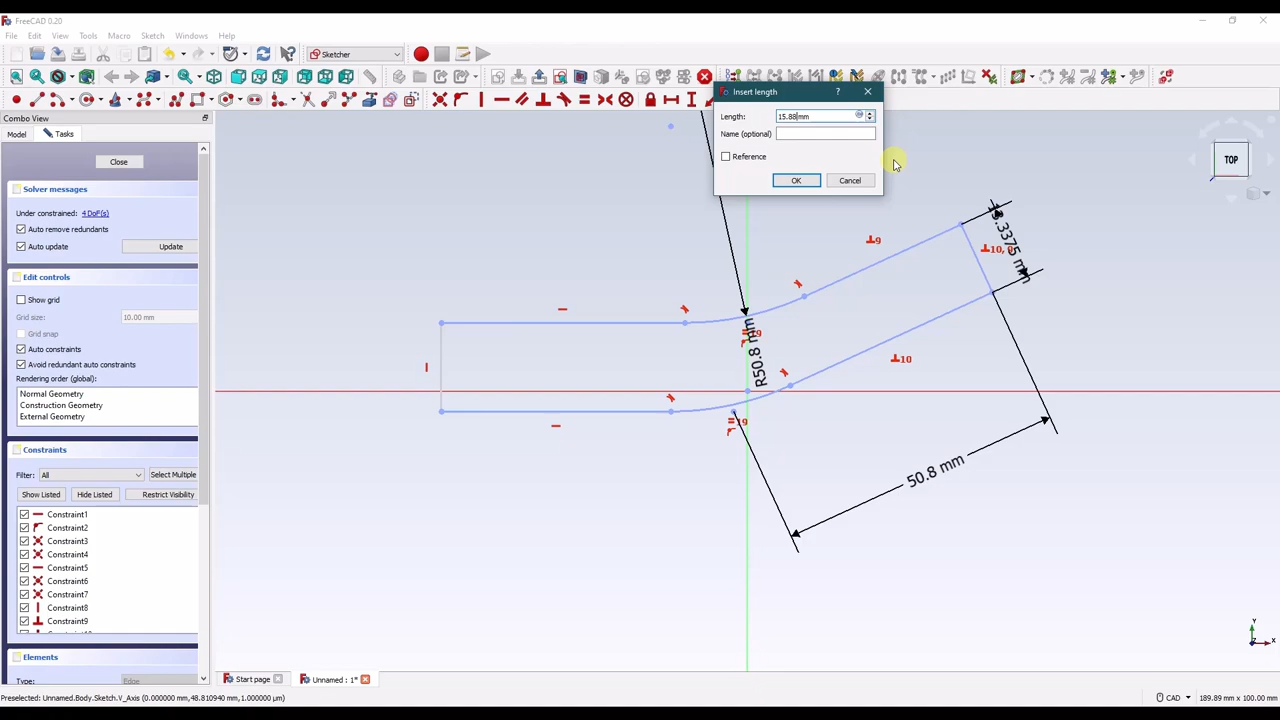 FreeCAD 0.20
File Edit View Tools Macro Sketch Windows Help
Sketcher
Combo View
Model Tasks
Close
Solver messages
Under constrained: 4 DoF(s)
Auto remove redundants
Auto update Update
Edit controls
Show grid
Grid size: 10.00 mm
Grid snap
Auto constraints
Avoid redundant auto constraints
Rendering order (global):
Normal Geometry
Construction Geometry
External Geometry
Constraints
Filter: All Select Multiple
Show Listed Hide Listed Restrict Visibility
Constraint1
Constraint2
Constraint3
Constraint4
Constraint5
Constraint6
Constraint7
Constraint8
Constraint9
Elements
Type: Edge
Insert length ?
Length: 15.88mm
Name (optional)
Reference
OK Cancel
TOP
9
10
R50.8 mm
19
10
50.8 mm
Y
X
Start page Unnamed : 1*
Preselected: Unnamed.Body.Sketch.V_Axis (0.000000 mm, 48.810940 mm,1.000000 µm)
CAD 189.89 mm x 100.00 mm